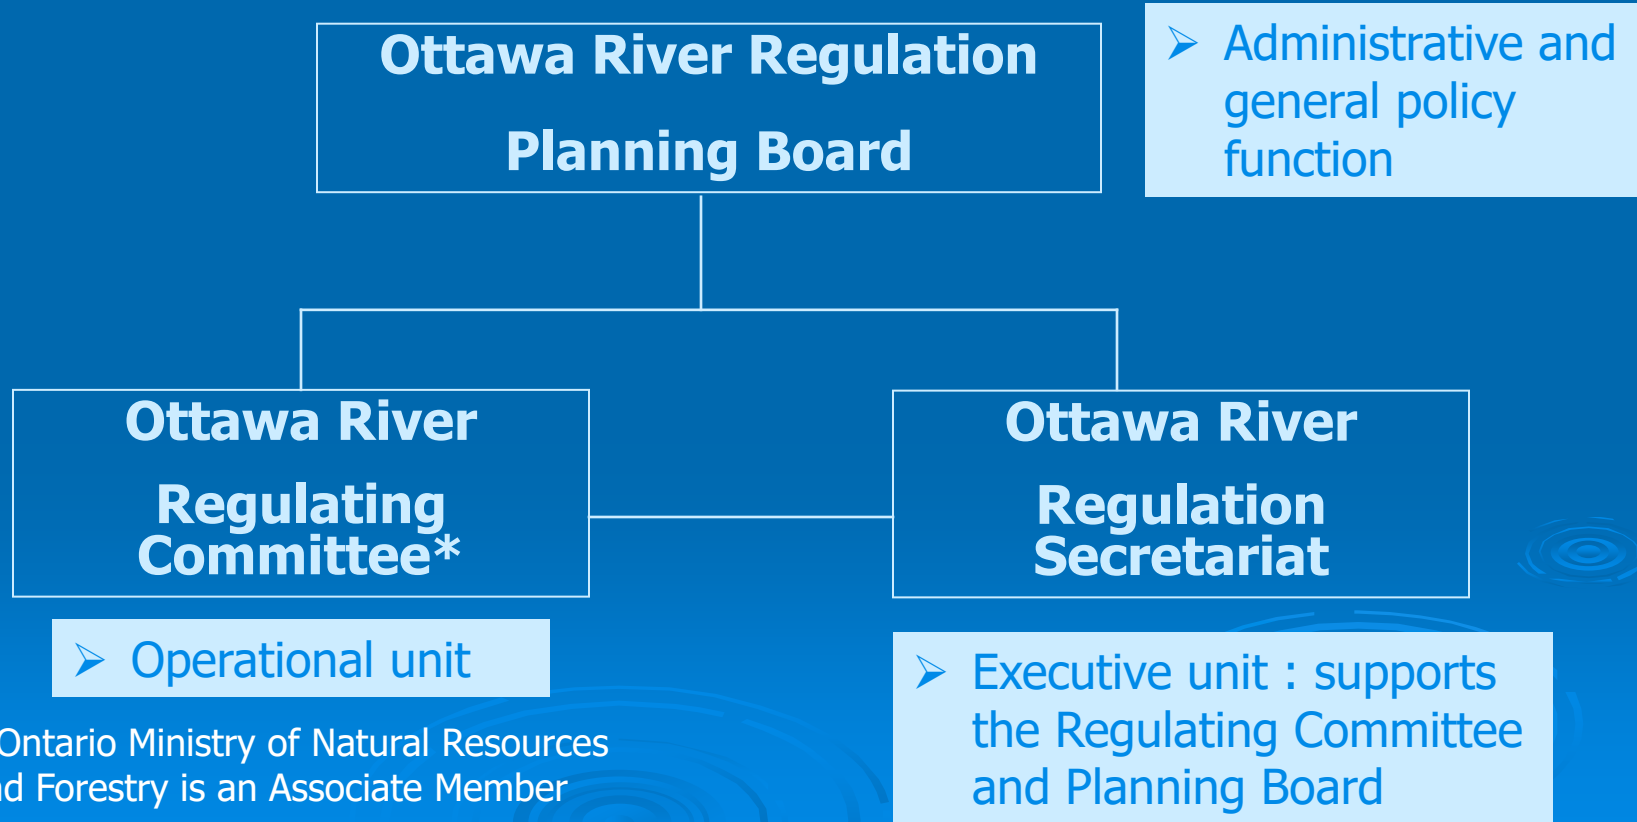 Ottawa River Regulation
Planning Board
➢ Administrative and
general policy
function
Ottawa River
Regulating
Committee*
Ottawa River
Regulation
Secretariat
➢ Operational unit
➢ Executive unit : supports
the Regulating Committee
and Planning Board
Ontario Ministry of Natural Resources
Forestry is an Associate Member